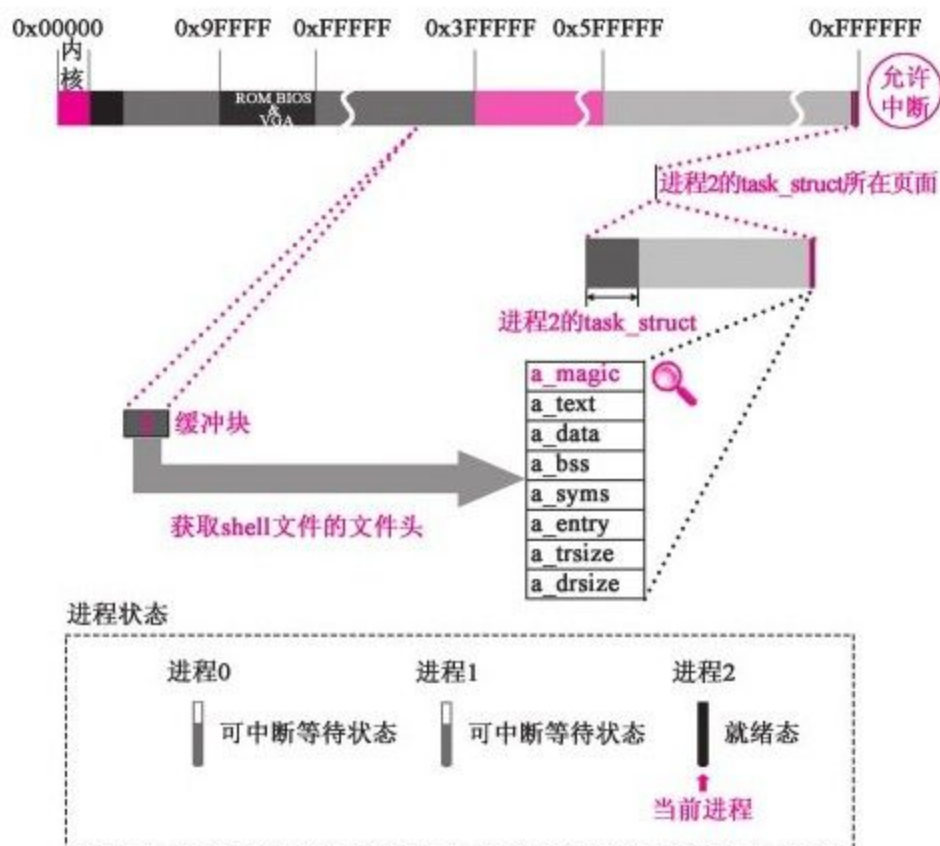 0x00000 0x9FFFF 0xFFFFF 0x3FFFFF 0x5FFFFF 0xFFFFFF
内
核
ROM BIOS
&
VGA
允许
中断
进程2的task_struct所在页面
进程2的task_struct
a_magic
a_text
a_data
a_bss
a_syms
a_entry
a_trsize
a_drsize
缓冲块
获取shell文件的文件头
进程状态
进程0 进程1 进程2
可中断等待状态 可中断等待状态 就绪态
当前进程